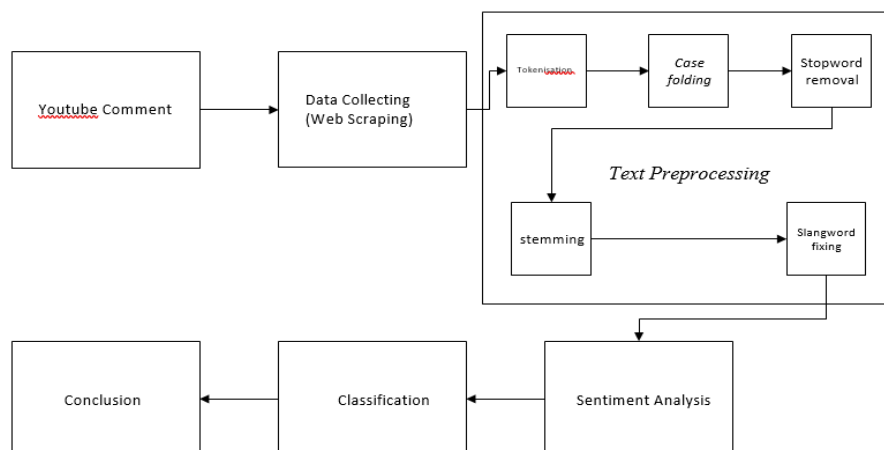 Youtube Comment
Data Collecting
(Web Scraping)
Tokenisation
Case
folding
Stopword
removal
Text Preprocessing
stemming
Slangword
fixing
Sentiment Analysis
Classification
Conclusion